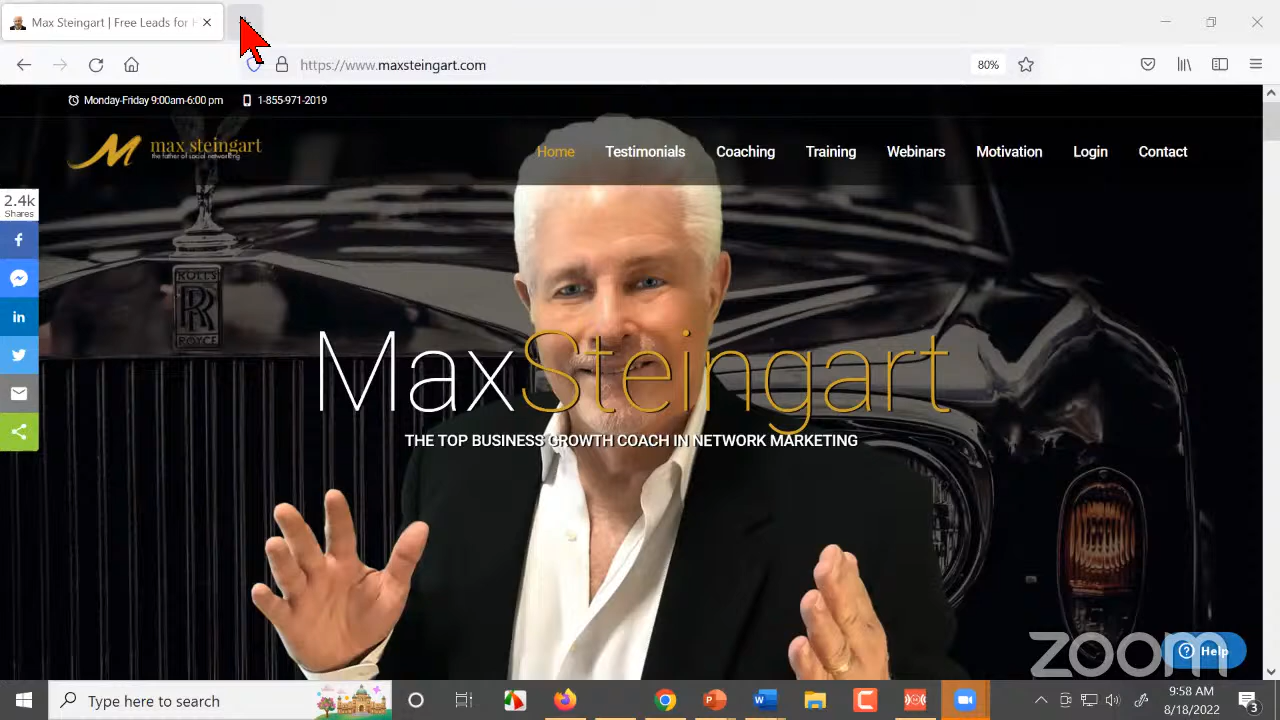 Max Steingart | Free Leads for H
https://www.maxsteingart.com
80%
Monday-Friday 9:00am-6:00 pm
1-855-971-2019
max steingart
the father of social networking
Home
Testimonials
Coaching
Training
Webinars
Motivation
Login
Contact
2.4k
Shares
ROLLS
RR
ROYCE
MaxSteingart
THE TOP BUSINESS GROWTH COACH IN NETWORK MARKETING
zoom
Help
Type here to search
9:58 AM
8/18/2022
3